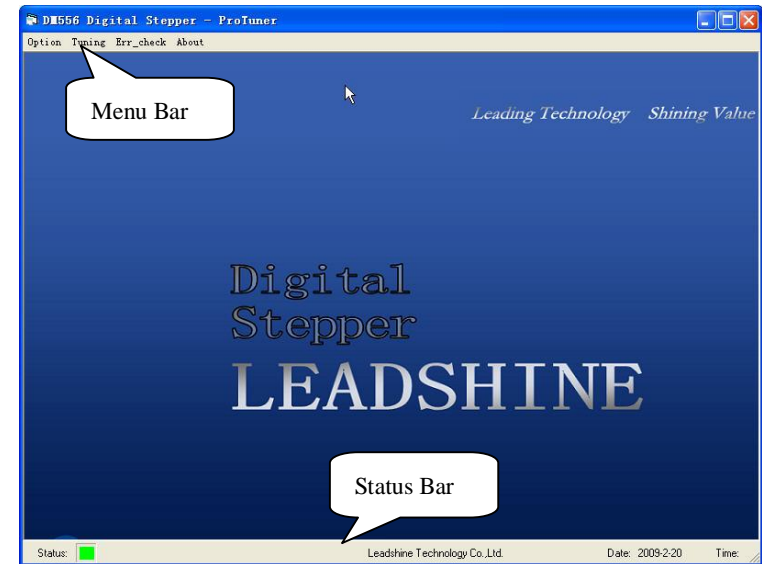 DM556 Digital Stepper - ProTuner
Option Tuning Err_check About
Menu Bar
Leading Technology Shining Value
Digital
Stepper
LEADSHINE
Status Bar
Status: Leadshine Technology Co.,Ltd. Date: 2009-2-20 Time: